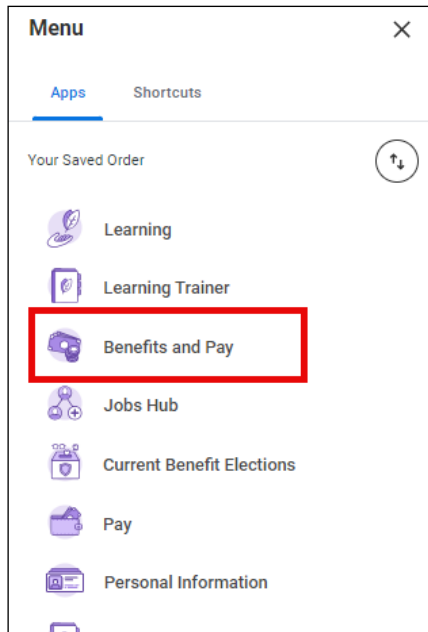 Menu
Apps
Shortcuts
Your Saved Order
Learning
Learning Trainer
Benefits and Pay
Jobs Hub
Current Benefit Elections
Pay
Personal Information